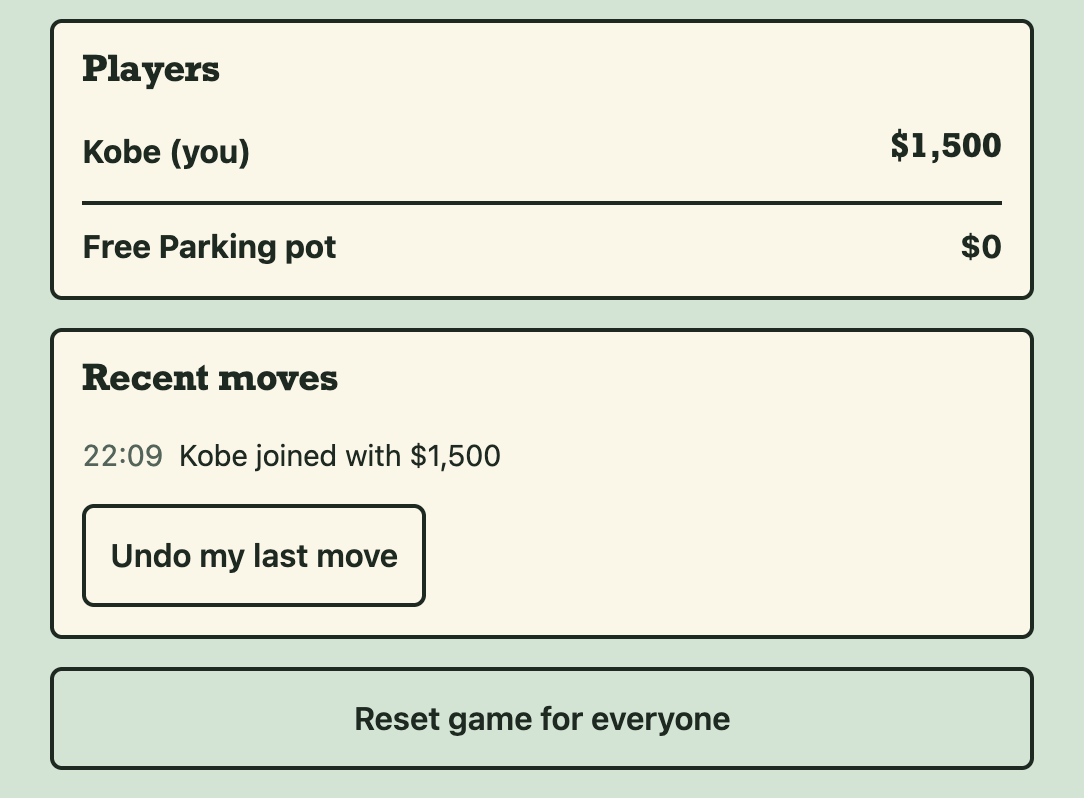 Players
Kobe (you) $1,500
Free Parking pot $0
Recent moves
22:09 Kobe joined with $1,500
Undo my last move
Reset game for everyone